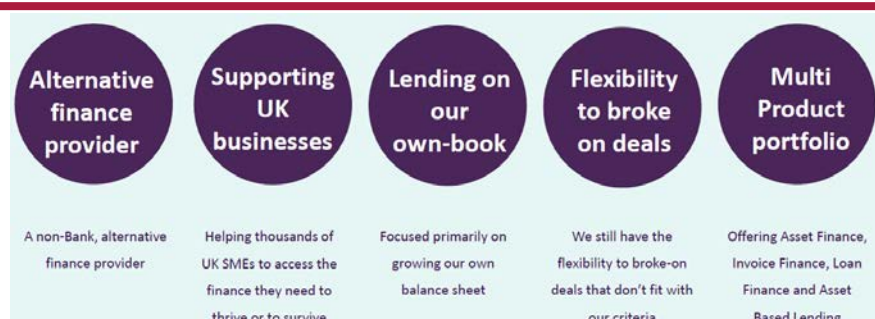 Alternative
finance
provider
Supporting
UK
businesses
Lending on
our
own-book
Flexibility
to broke
on deals
Multi
Product
portfolio
A non-Bank, alternative
finance provider
Helping thousands of
UK SMEs to access the
finance they need to
thrive or to survive
Focused primarily on
growing our own
balance sheet
We still have the
flexibility to broke-on
deals that don't fit with
our criteria
Offering Asset Finance,
Invoice Finance, Loan
Finance and Asset
Based Lending